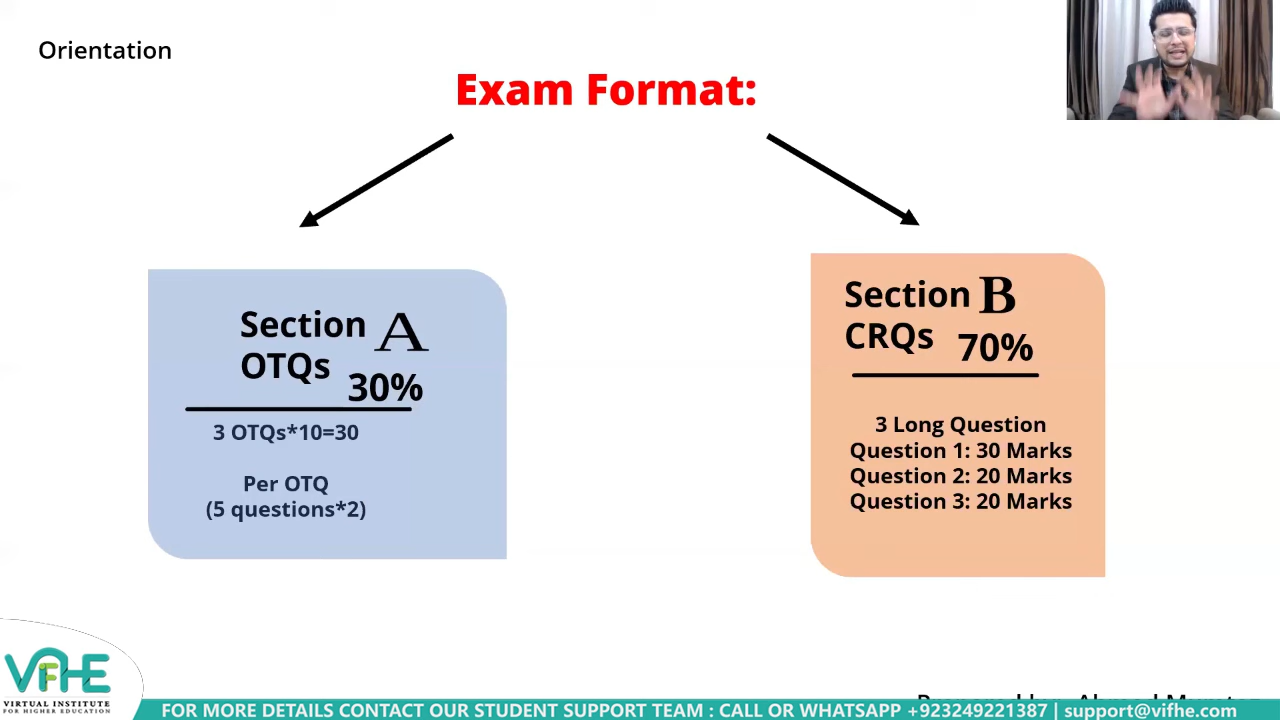 Orientation
Exam Format:
Section A
OTQs 30%
3 OTQs*10=30
Per OTQ
(5 questions*2)
Section B
CRQs 70%
3 Long Question
Question 1: 30 Marks
Question 2: 20 Marks
Question 3: 20 Marks
VIFHE
VIRTUAL INSTITUTE
FOR HIGHER EDUCATION
FOR MORE DETAILS CONTACT OUR STUDENT SUPPORT TEAM : CALL OR WHATSAPP +923249221387 | support@vifhe.com